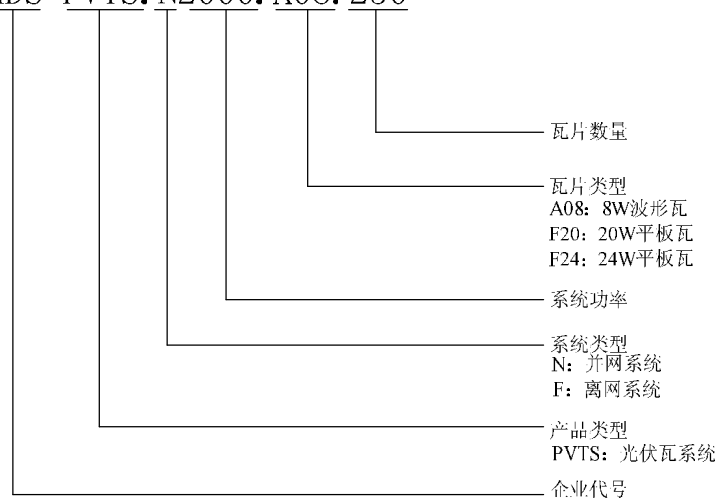 瓦片数量
瓦片类型
A08：8W波形瓦
F20：20W平板瓦
F24：24W平板瓦
系统功率
系统类型
N：并网系统
F：离网系统
产品类型
PVTS：光伏瓦系统
企业代号